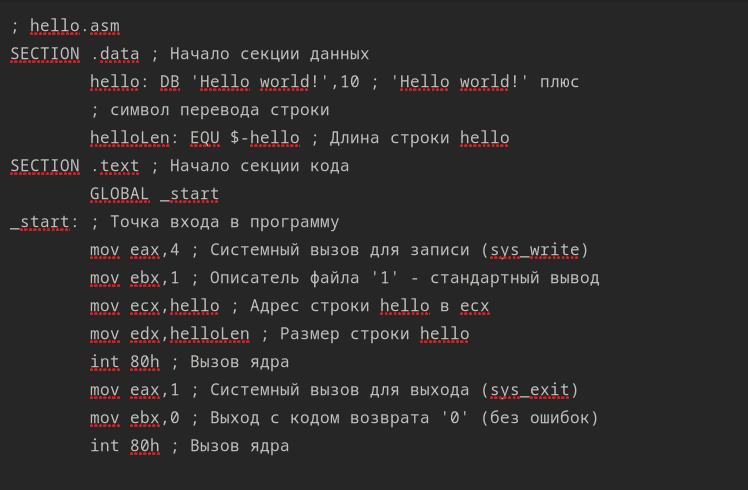 ; hello.asm
SECTION .data ; Начало секции данных
hello: DB 'Hello world!',10 ; 'Hello world!' плюс
; символ перевода строки
helloLen: EQU $-hello ; Длина строки hello
SECTION .text ; Начало секции кода
GLOBAL _start
_start: ; Точка входа в программу
mov eax,4 ; Системный вызов для записи (sys_write)
mov ebx,1 ; Описатель файла '1' - стандартный вывод
mov ecx,hello ; Адрес строки hello в ecx
mov edx,helloLen ; Размер строки hello
int 80h ; Вызов ядра
mov eax,1 ; Системный вызов для выхода (sys_exit)
mov ebx,0 ; Выход с кодом возврата '0' (без ошибок)
int 80h ; Вызов ядра